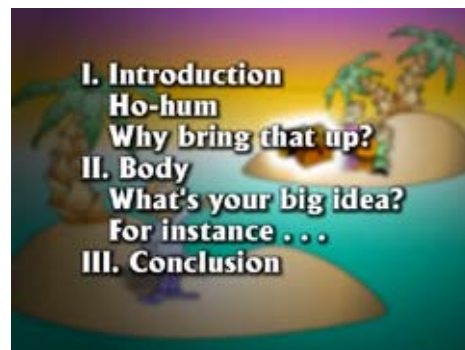 I. Introduction
Ho-hum
Why bring that up?
II. Body
What's your big idea?
For instance . . .
III. Conclusion